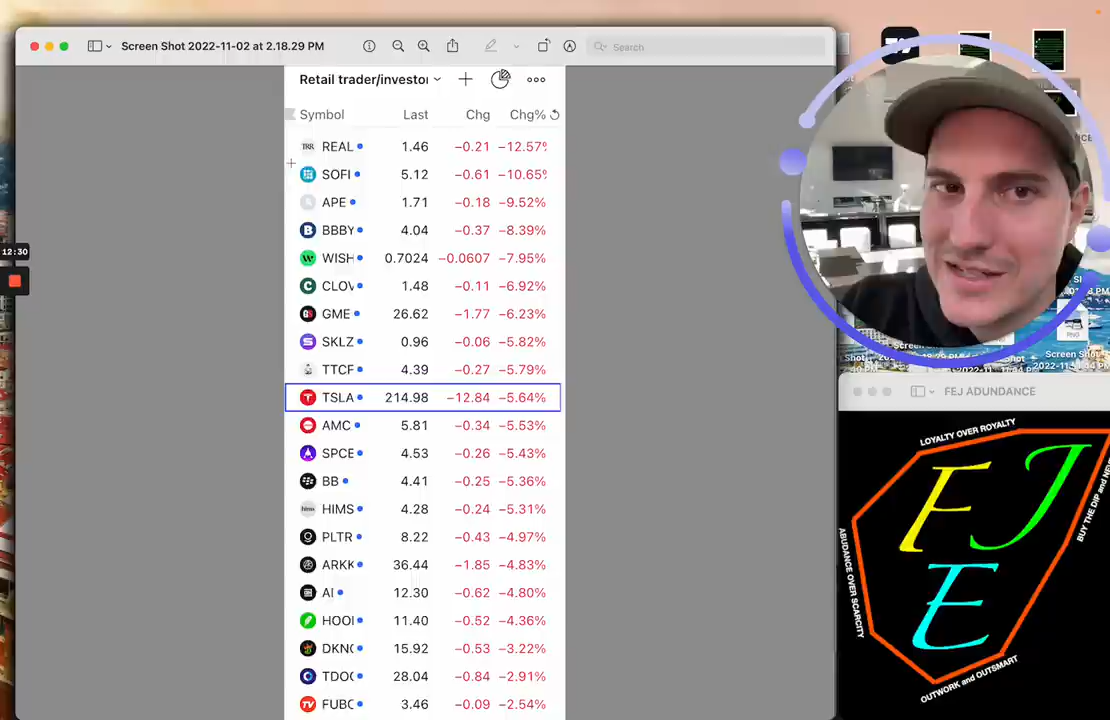 Screen Shot 2022-11-02 at 2.18.29 PM
Search
Retail trader/investor
Symbol Last Chg Chg%
REAL 1.46 −0.21 −12.57%
SOFI 5.12 −0.61 −10.65%
APE 1.71 −0.18 −9.52%
BBBY 4.04 −0.37 −8.39%
WISH 0.7024 −0.0607 −7.95%
CLOV 1.48 −0.11 −6.92%
GME 26.62 −1.77 −6.23%
SKLZ 0.96 −0.06 −5.82%
TTCF 4.39 −0.27 −5.79%
TSLA 214.98 −12.84 −5.64%
AMC 5.81 −0.34 −5.53%
SPCE 4.53 −0.26 −5.43%
BB 4.41 −0.25 −5.36%
HIMS 4.28 −0.24 −5.31%
PLTR 8.22 −0.43 −4.97%
ARKK 36.44 −1.85 −4.83%
AI 12.30 −0.62 −4.80%
HOOI 11.40 −0.52 −4.36%
DKNG 15.92 −0.53 −3.22%
TDOC 28.04 −0.84 −2.91%
FUBO 3.46 −0.09 −2.54%
12:30
FEJ ADUNDANCE
LOYALTY OVER ROYALTY
BUY THE DIP and
ABUDANCE OVER SCARCITY
OUTWORK and OUTSMART
F J
E